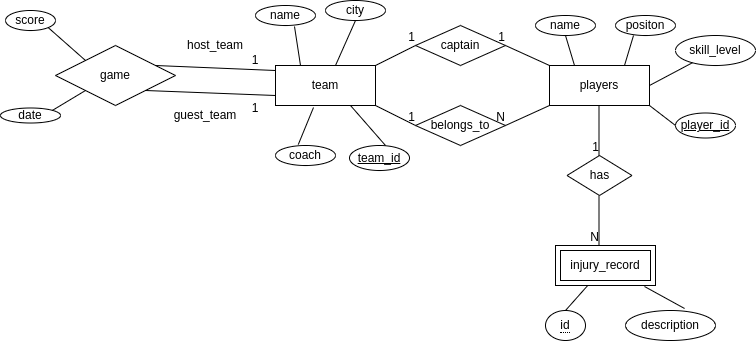 score
name
city
name
positon
host_team
1
1
captain
1
skill_level
game
team
players
date
guest_team
1
1
belongs_to
N
player_id
coach
team_id
1
has
N
injury_record
id
description